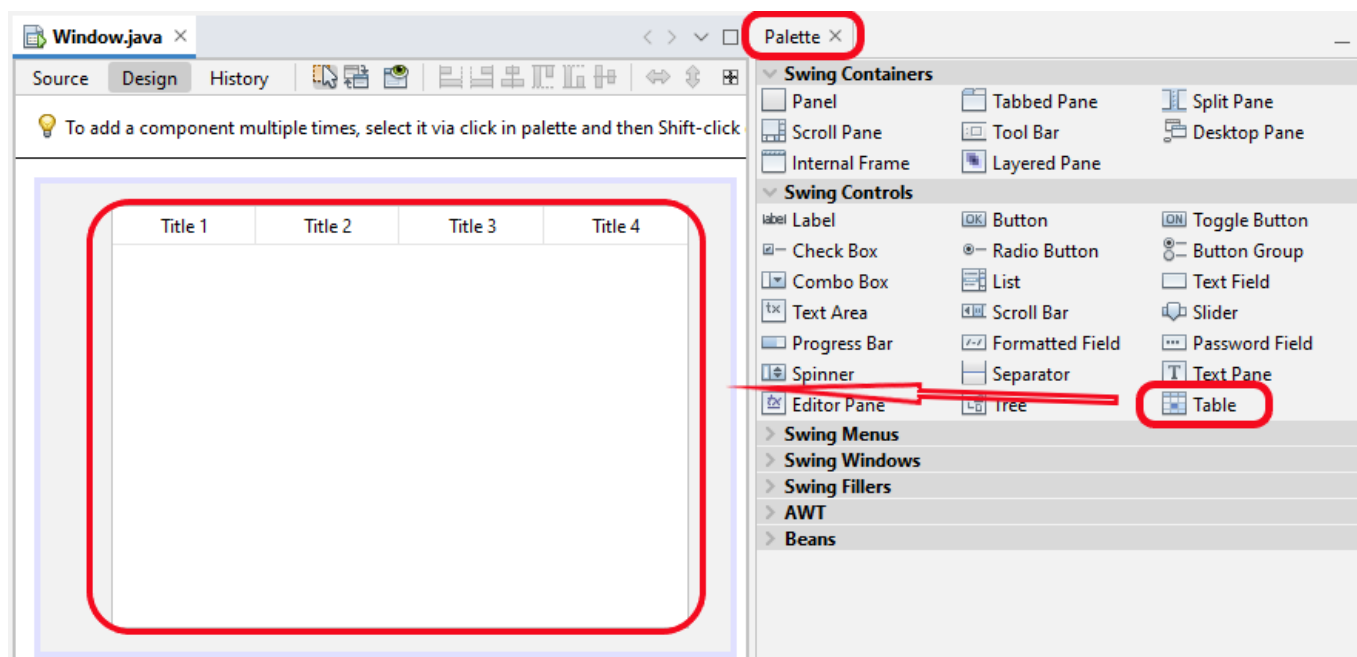 Window.java
Source Design History
To add a component multiple times, select it via click in palette and then Shift-click
Title 1 Title 2 Title 3 Title 4
Palette
Swing Containers
Panel Tabbed Pane Split Pane
Scroll Pane Tool Bar Desktop Pane
Internal Frame Layered Pane
Swing Controls
label Label OK Button ON Toggle Button
Check Box Radio Button Button Group
Combo Box List Text Field
tx Text Area Scroll Bar Slider
Progress Bar Formatted Field Password Field
Spinner Separator T Text Pane
Editor Pane Tree Table
Swing Menus
Swing Windows
Swing Fillers
AWT
Beans